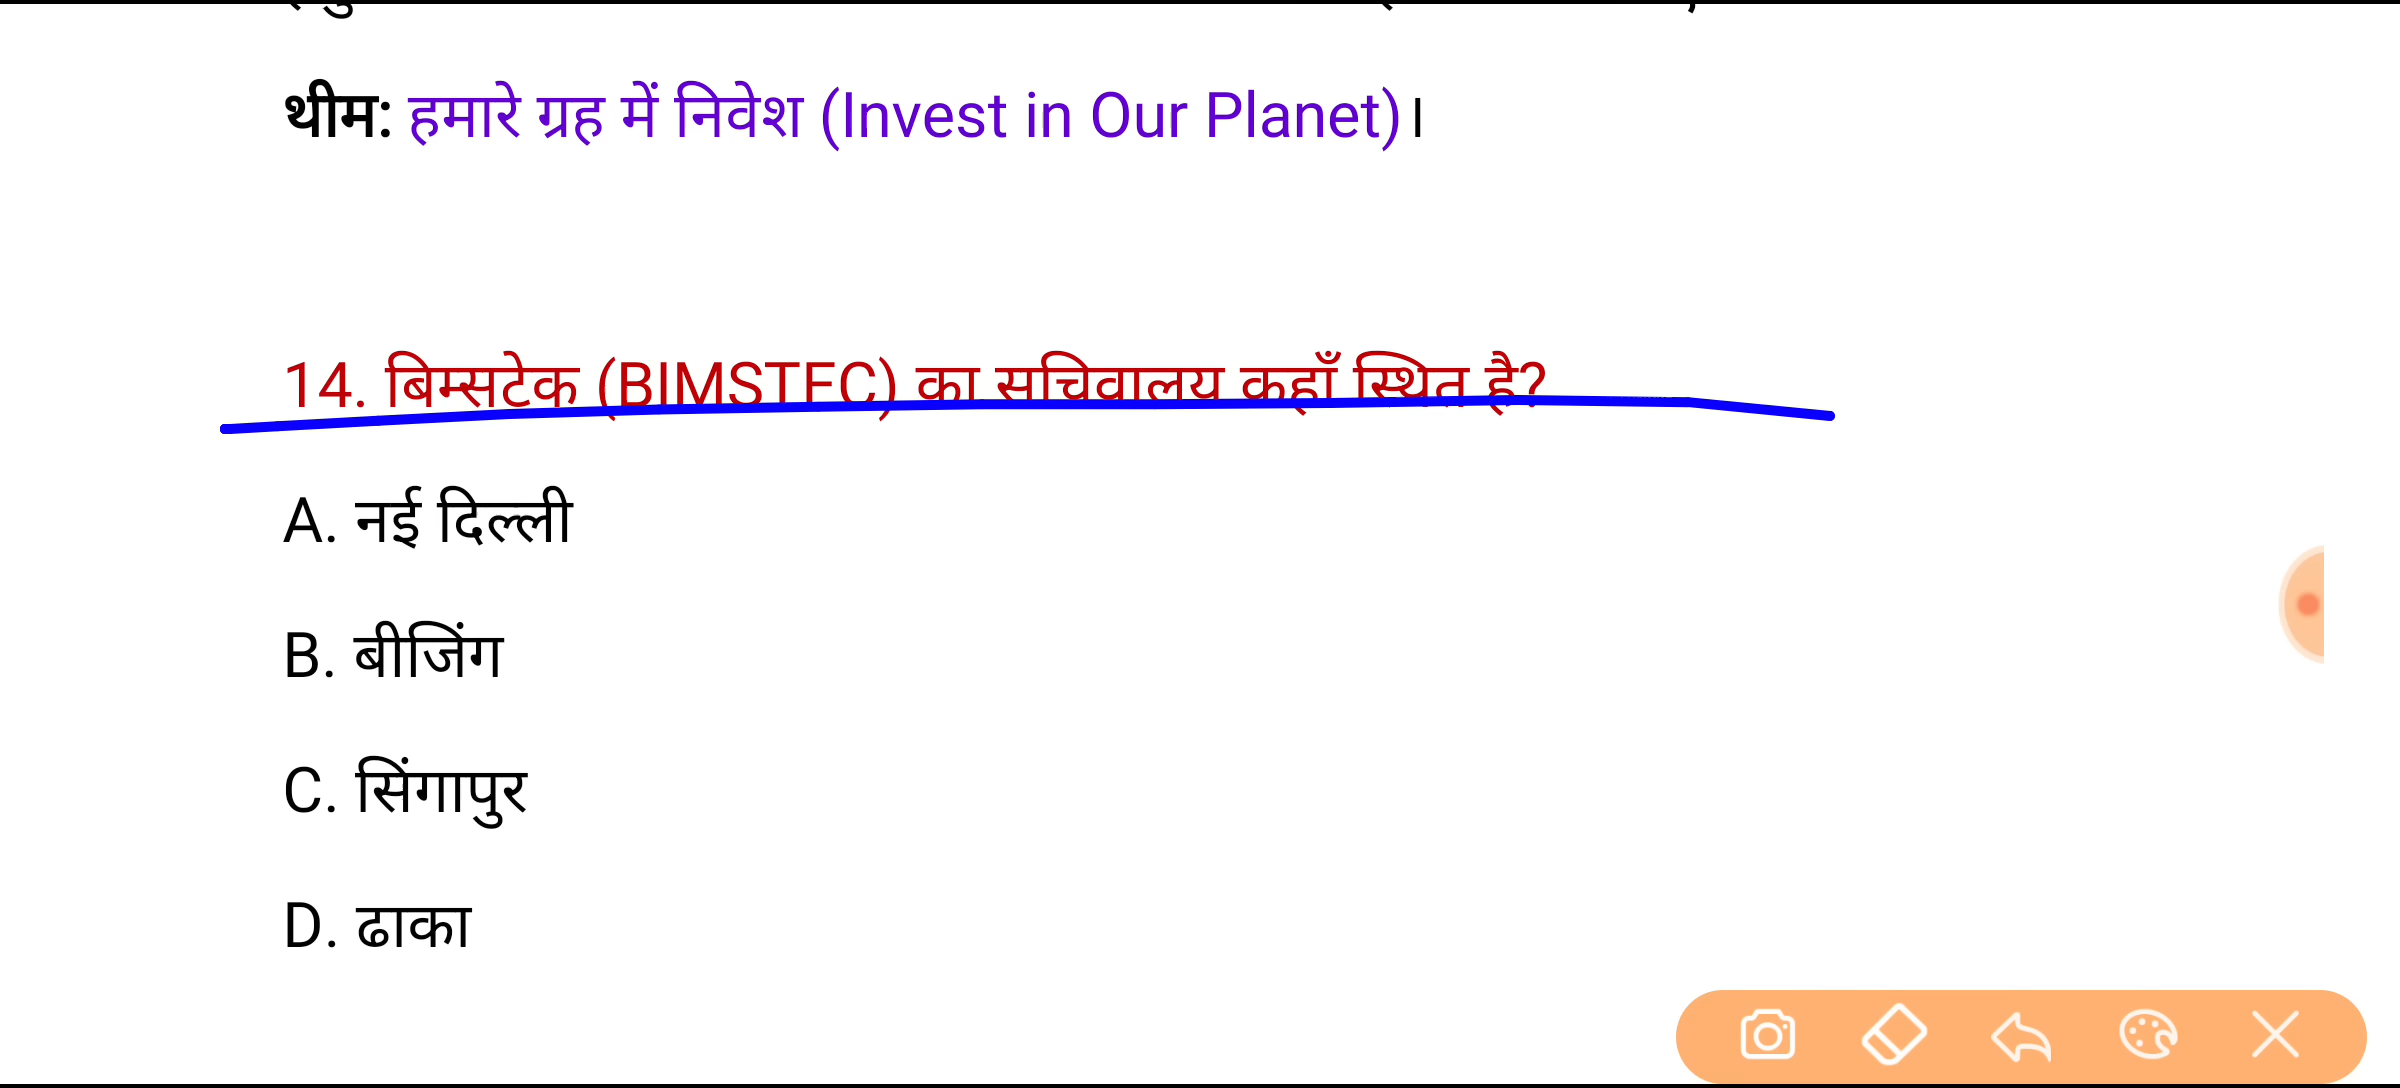 थीम: हमारे ग्रह में निवेश (Invest in Our Planet)।
14. बिम्सटेक (BIMSTEC) का सचिवालय कहाँ स्थित है?
A. नई दिल्ली
B. बीजिंग
C. सिंगापुर
D. ढाका